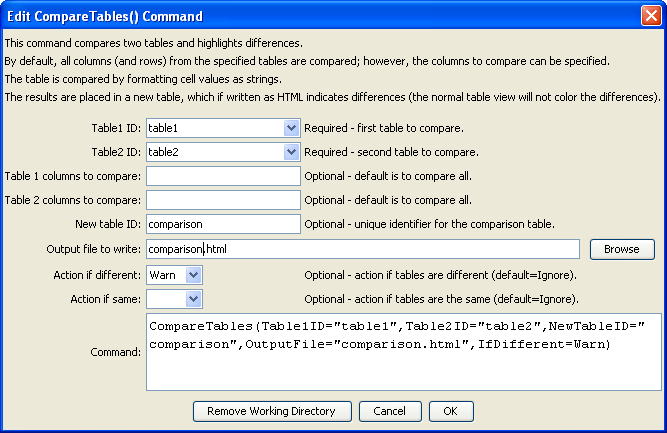 Edit CompareTables() Command
This command compares two tables and highlights differences.
By default, all columns (and rows) from the specified tables are compared; however, the columns to compare can be specified.
The table is compared by formatting cell values as strings.
The results are placed in a new table, which if written as HTML indicates differences (the normal table view will not color the differences).
Table1 ID: table1 Required - first table to compare.
Table2 ID: table2 Required - second table to compare.
Table 1 columns to compare: Optional - default is to compare all.
Table 2 columns to compare: Optional - default is to compare all.
New table ID: comparison Optional - unique identifier for the comparison table.
Output file to write: comparison.html Browse
Action if different: Warn Optional - action if tables are different (default=Ignore).
Action if same: Optional - action if tables are the same (default=Ignore).
Command: CompareTables(Table1ID="table1",Table2ID="table2",NewTableID="
comparison",OutputFile="comparison.html",IfDifferent=Warn)
Remove Working Directory Cancel OK